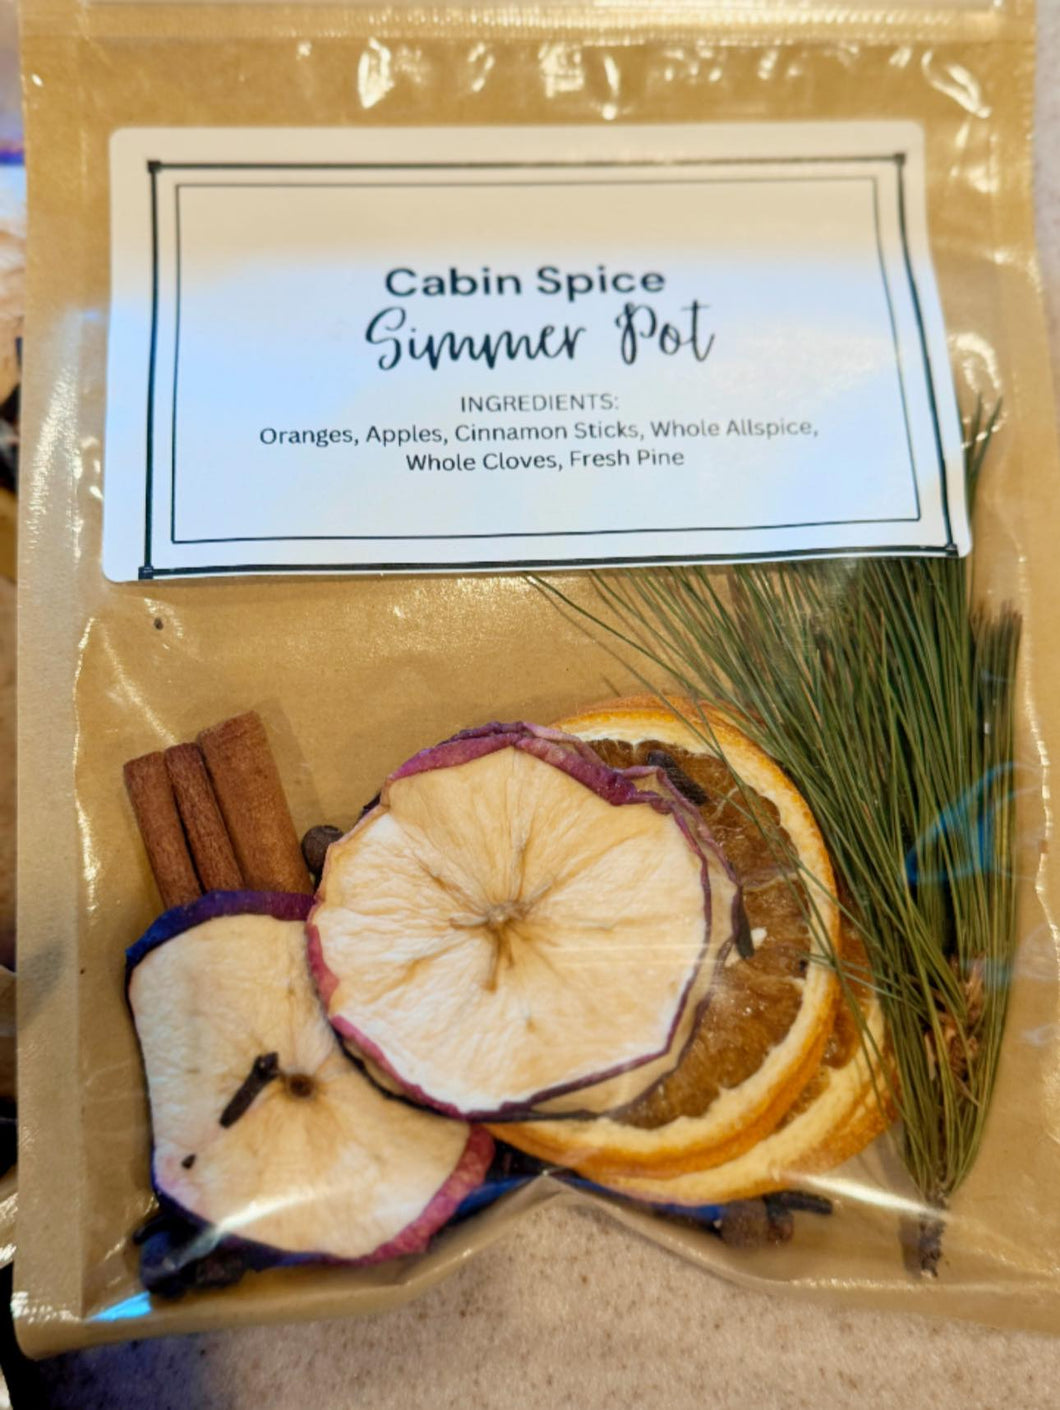 Cabin Spice
Simmer Pot
INGREDIENTS:
Oranges, Apples, Cinnamon Sticks, Whole Allspice,
Whole Cloves, Fresh Pine